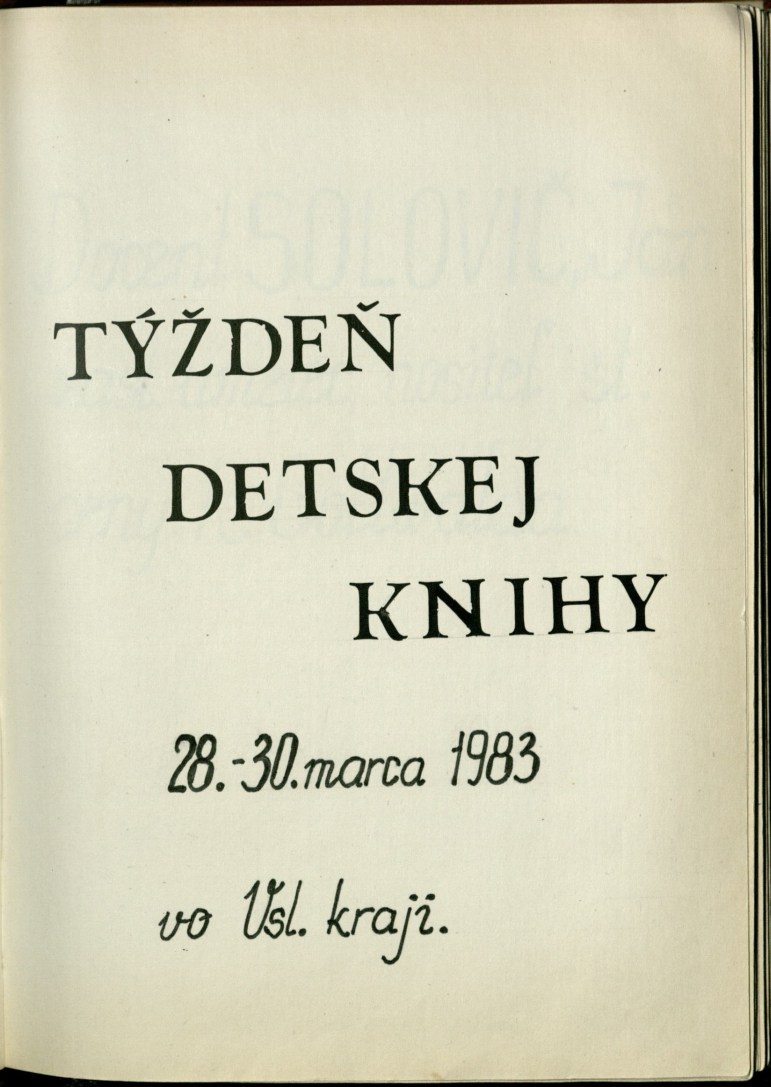 TÝŽDEŇ
DETSKEJ
KNIHY
28.-30. marca 1983
vo Vsl. kraji.